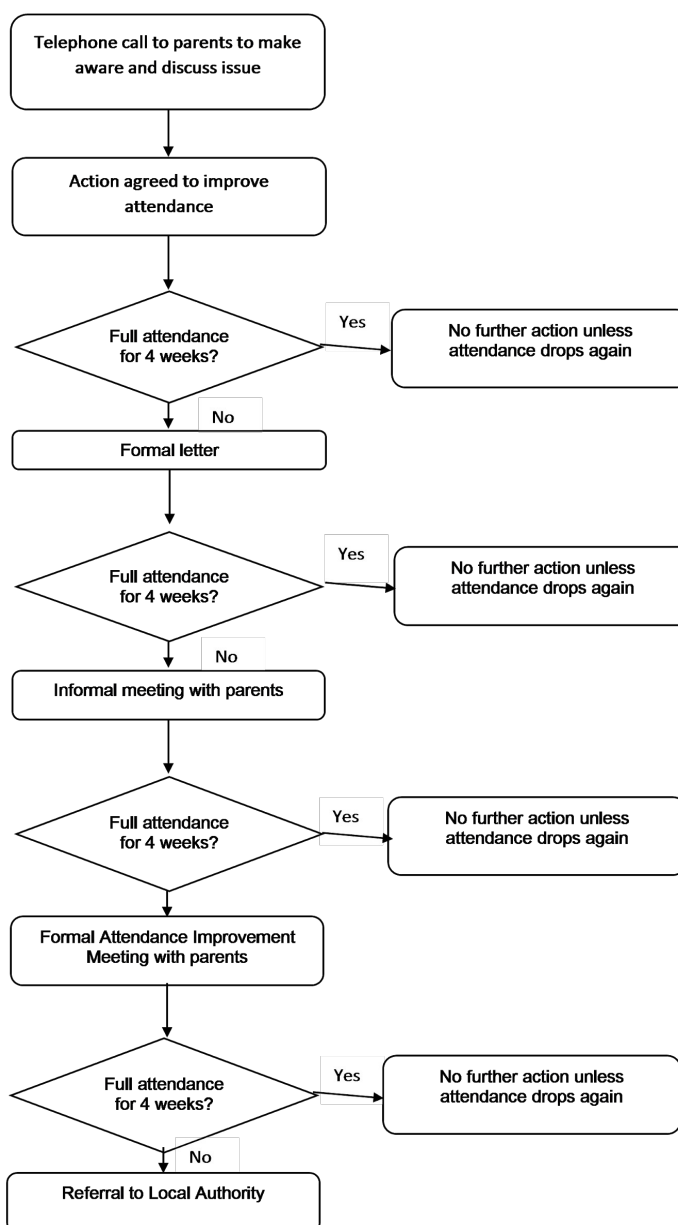 Telephone call to parents to make
aware and discuss issue
Action agreed to improve
attendance
Full attendance
for 4 weeks?
Yes
No further action unless
attendance drops again
No
Formal letter
Full attendance
for 4 weeks?
Yes
No further action unless
attendance drops again
No
Informal meeting with parents
Full attendance
for 4 weeks?
Yes
No further action unless
attendance drops again
Formal Attendance Improvement
Meeting with parents
Full attendance
for 4 weeks?
Yes
No further action unless
attendance drops again
No
Referral to Local Authority